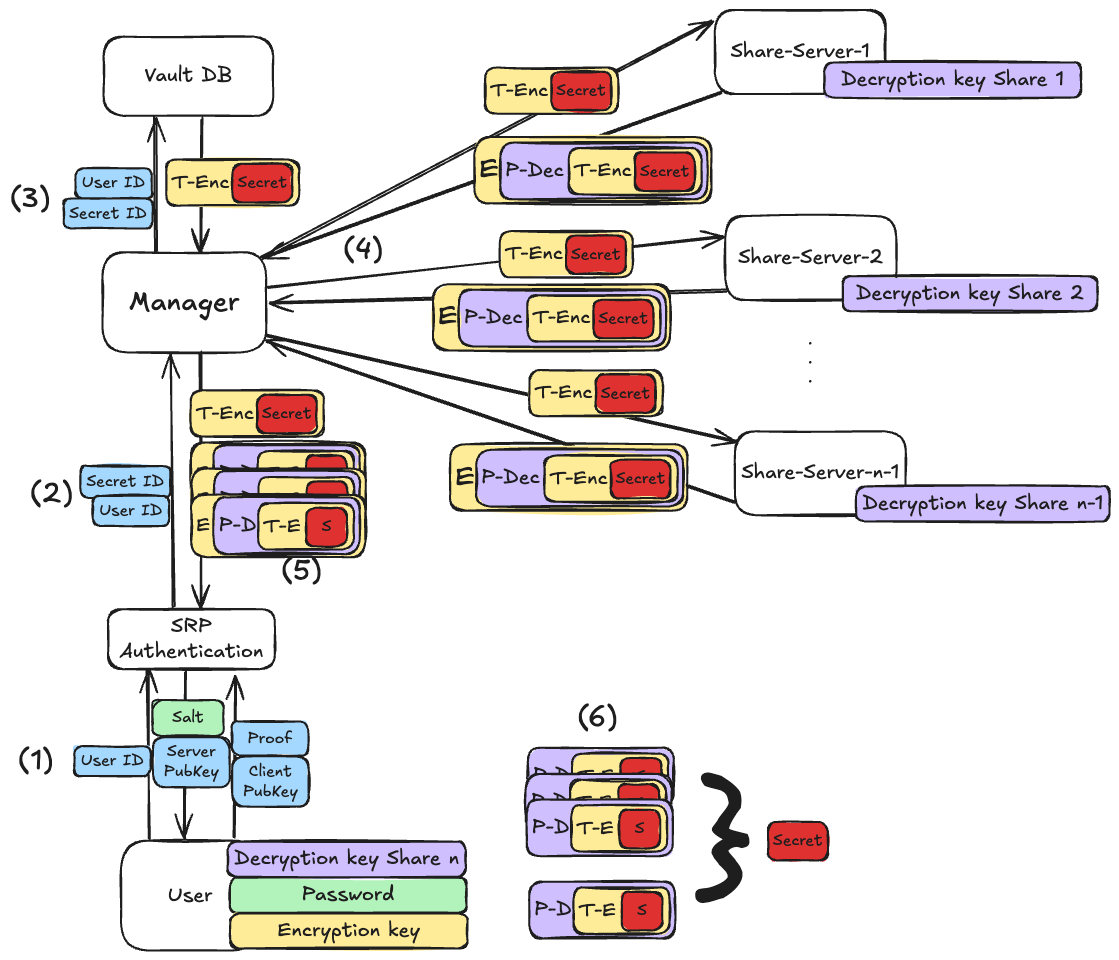 Vault DB
Share-Server-1
Decryption key Share 1
T-Enc Secret
E P-Dec T-Enc Secret
(3)
User ID
Secret ID
T-Enc Secret
(4)
T-Enc Secret
Share-Server-2
Decryption key Share 2
Manager
E P-Dec T-Enc Secret
.
.
.
T-Enc Secret
T-Enc Secret
Share-Server-n-1
Decryption key Share n-1
E P-Dec T-Enc Secret
(2)
Secret ID
User ID
E P-D T-E S
(5)
SRP
Authentication
(1)
User ID
Salt
Server
PubKey
Proof
Client
PubKey
(6)
P-D T-E S
Secret
P-D T-E S
User
Decryption key Share n
Password
Encryption key